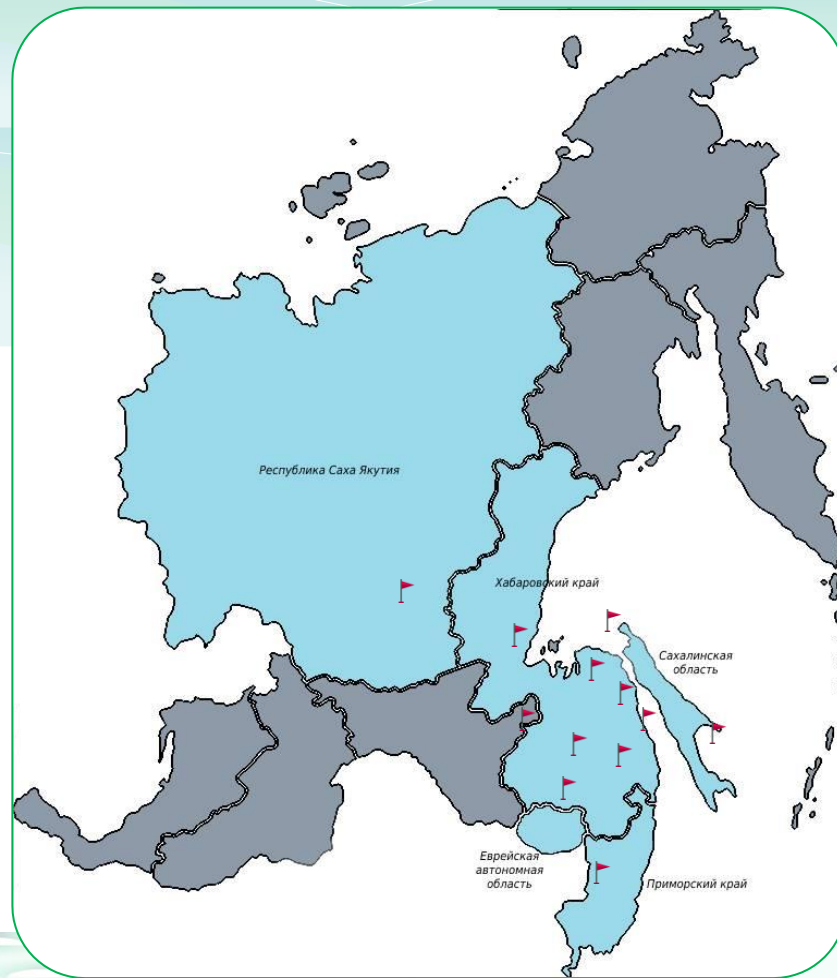 Республика Саха Якутия
Хабаровский край
Сахалинская
область
Еврейская
автономная
область
Приморский край